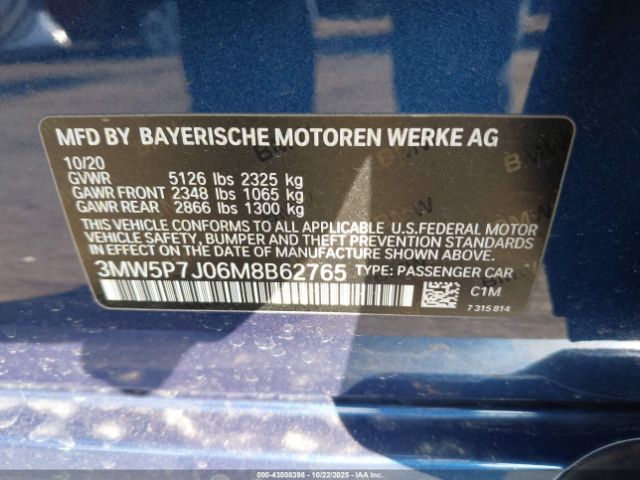 MFD BY BAYERISCHE MOTOREN WERKE AG
10/20
GVWR 5126 lbs 2325 kg
GAWR FRONT 2348 lbs 1065 kg
GAWR REAR 2866 lbs 1300 kg
THIS VEHICLE CONFORMS TO ALL APPLICABLE U.S.FEDERAL MOTOR
VEHICLE SAFETY, BUMPER AND THEFT PREVENTION STANDARDS
IN EFFECT ON THE DATE OF MANUFACTURE SHOWN ABOVE.
3MW5P7J06M8B62765 TYPE: PASSENGER CAR
C1M
7 315 814
000-43508398 - 10/22/2025 - IAA Inc.